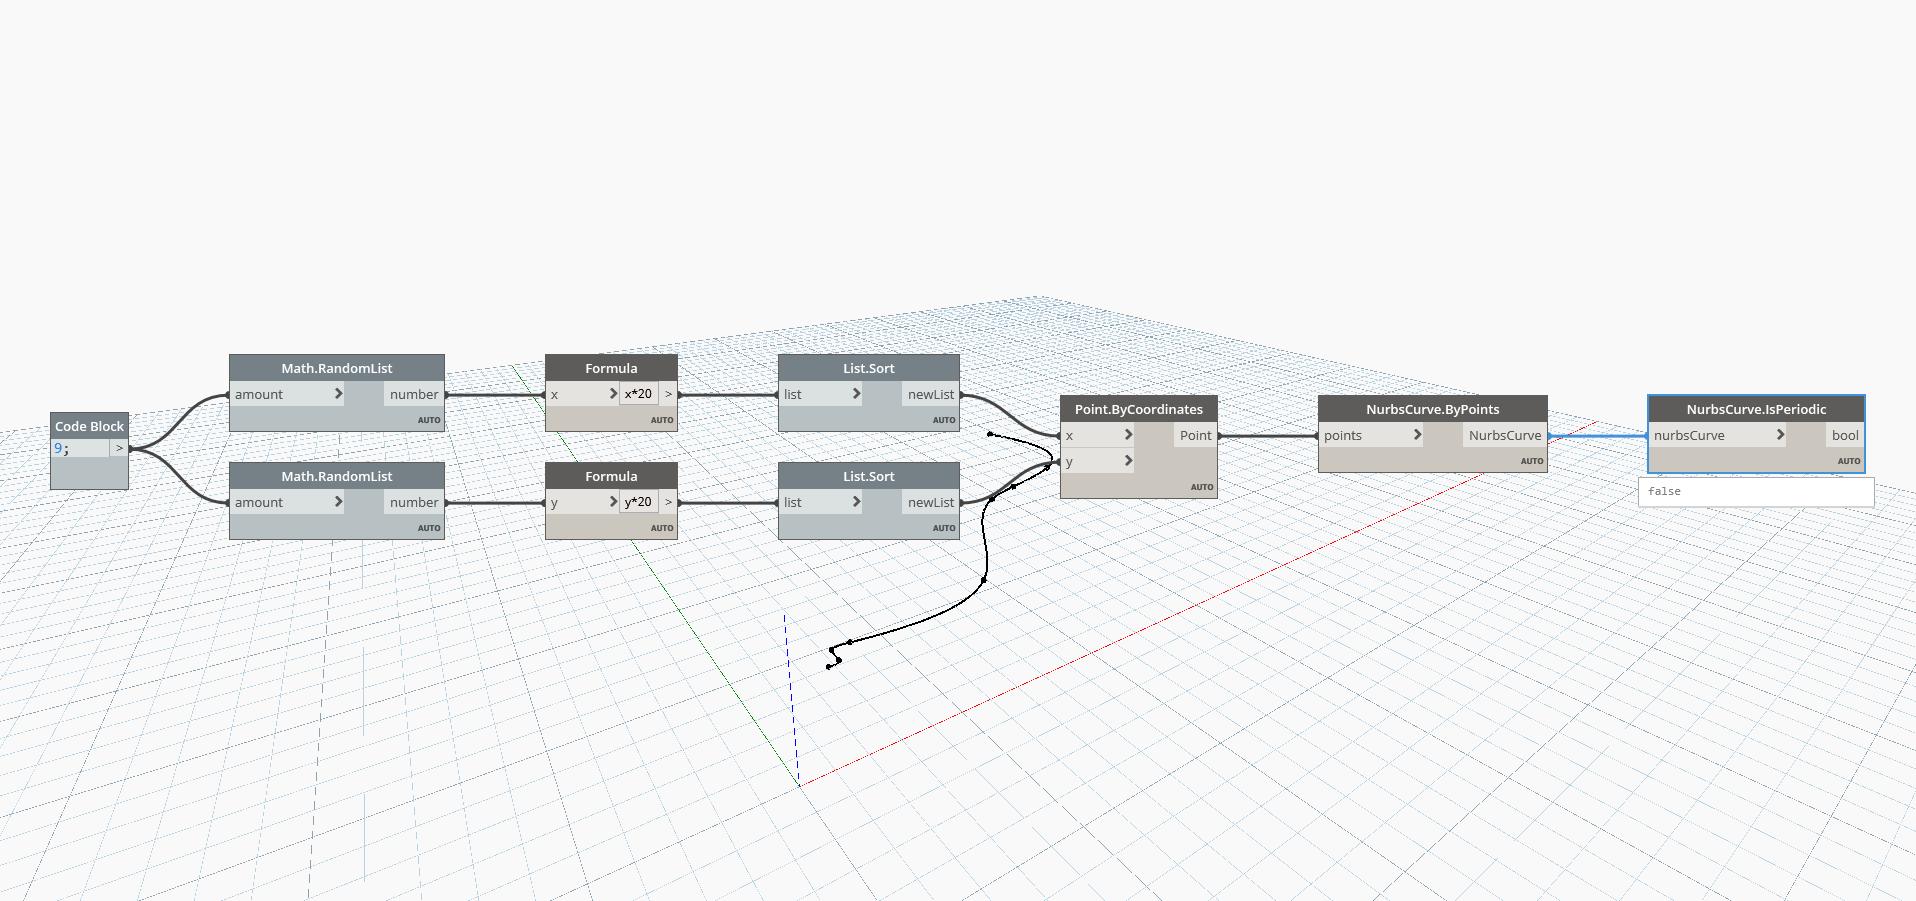 Code Block
9;
>
Math.RandomList
amount
number
AUTO
Math.RandomList
amount
number
AUTO
Formula
x
x*20
>
AUTO
Formula
y
y*20
>
AUTO
List.Sort
list
newList
AUTO
List.Sort
list
newList
AUTO
Point.ByCoordinates
x
Point
y
AUTO
NurbsCurve.ByPoints
points
NurbsCurve
AUTO
NurbsCurve.IsPeriodic
nurbsCurve
bool
AUTO
false